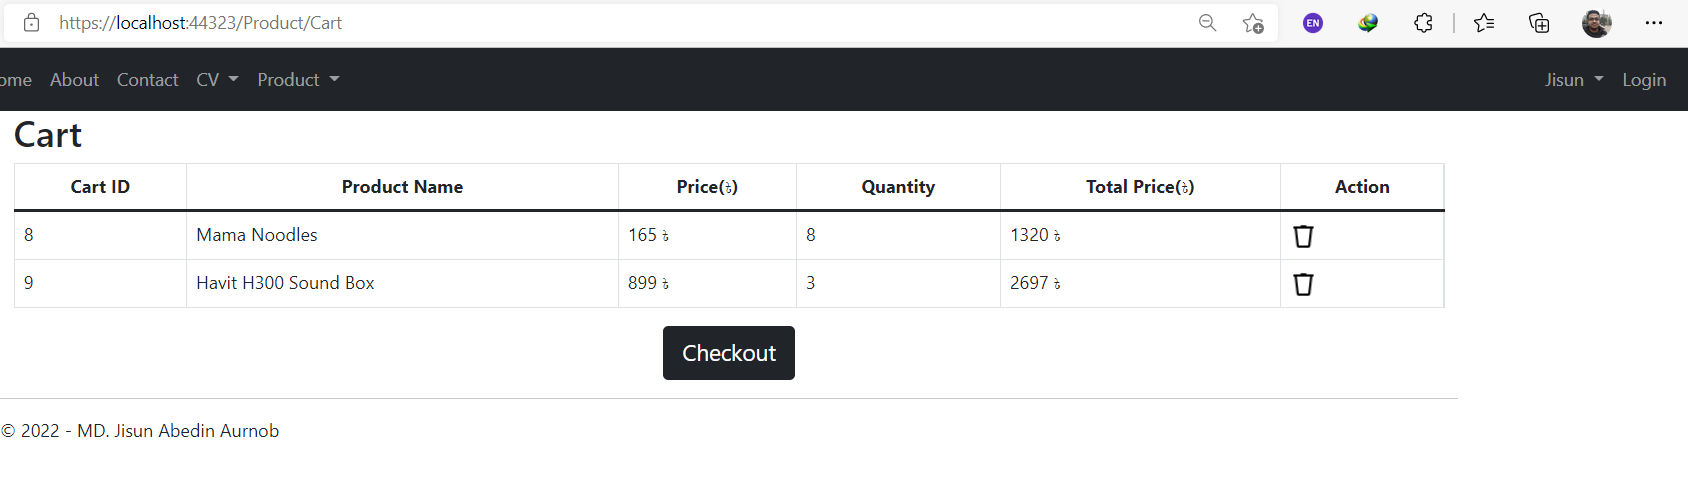 https://localhost:44323/Product/Cart EN
ome About Contact CV Product Jisun Login
Cart
Cart ID Product Name Price(৳) Quantity Total Price(৳) Action
8 Mama Noodles 165 ৳ 8 1320 ৳
9 Havit H300 Sound Box 899 ৳ 3 2697 ৳
Checkout
© 2022 - MD. Jisun Abedin Aurnob